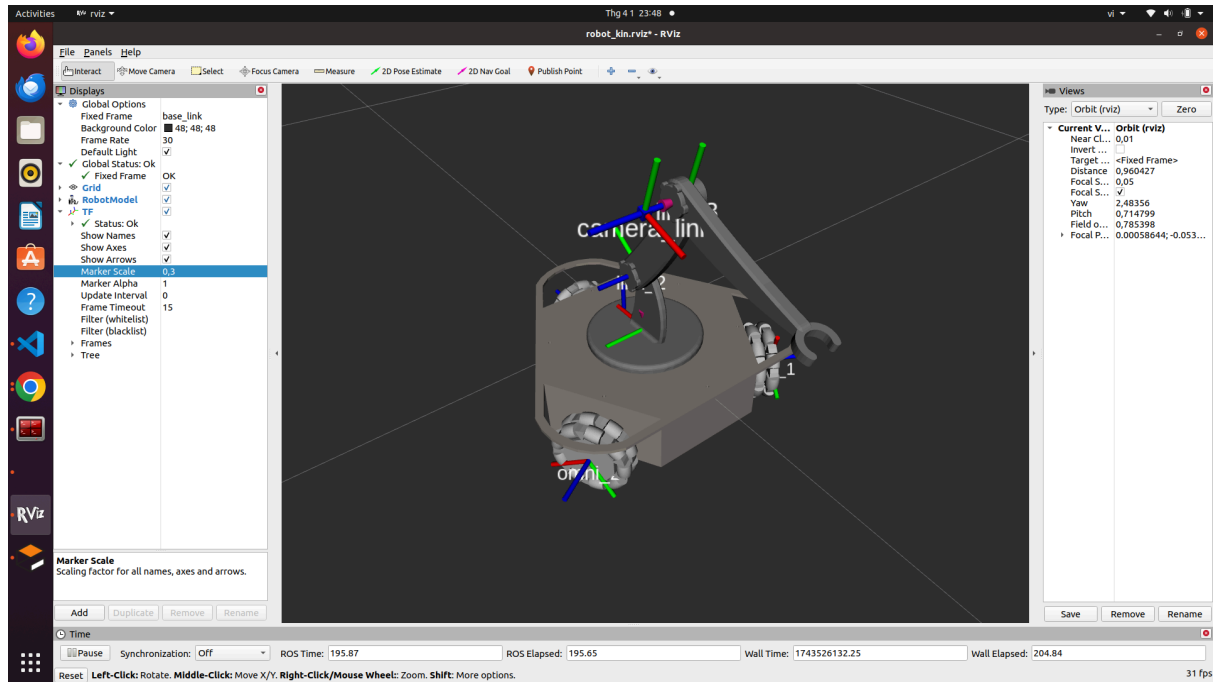 Activities RViz rviz Thg 4 1 23:48 vi
robot_kin.rviz* - RViz
File Panels Help
Interact Move Camera Select Focus Camera Measure 2D Pose Estimate 2D Nav Goal Publish Point
Displays
Global Options
Fixed Frame base_link
Background Color 48; 48; 48
Frame Rate 30
Default Light
Global Status: Ok
Fixed Frame OK
Grid
RobotModel
TF
Status: Ok
Show Names
Show Axes
Show Arrows
Marker Scale 0,3
Marker Alpha 1
Update Interval 0
Frame Timeout 15
Filter (whitelist)
Filter (blacklist)
Frames
Tree
Marker Scale
Scaling factor for all names, axes and arrows.
Add Duplicate Remove Rename
camera_lin
_2
_1
omni_2
Views
Type: Orbit (rviz) Zero
Current V... Orbit (rviz)
Near Cl... 0,01
Invert ...
Target ... <Fixed Frame>
Distance 0,960427
Focal S... 0,05
Focal S...
Yaw 2,48356
Pitch 0,714799
Field o... 0,785398
Focal P... 0.00058644; -0.053...
Save Remove Rename
RViz
Time
Pause Synchronization: Off ROS Time: 195.87 ROS Elapsed: 195.65 Wall Time: 1743526132.25 Wall Elapsed: 204.84
Reset Left-Click: Rotate. Middle-Click: Move X/Y. Right-Click/Mouse Wheel:: Zoom. Shift: More options. 31 fps